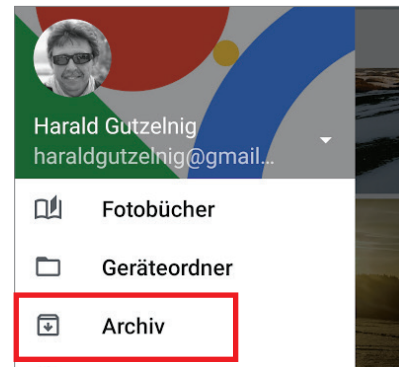 Harald Gutzelnig
haraldgutzelnig@gmail...
Fotobücher
Geräteordner
Archiv